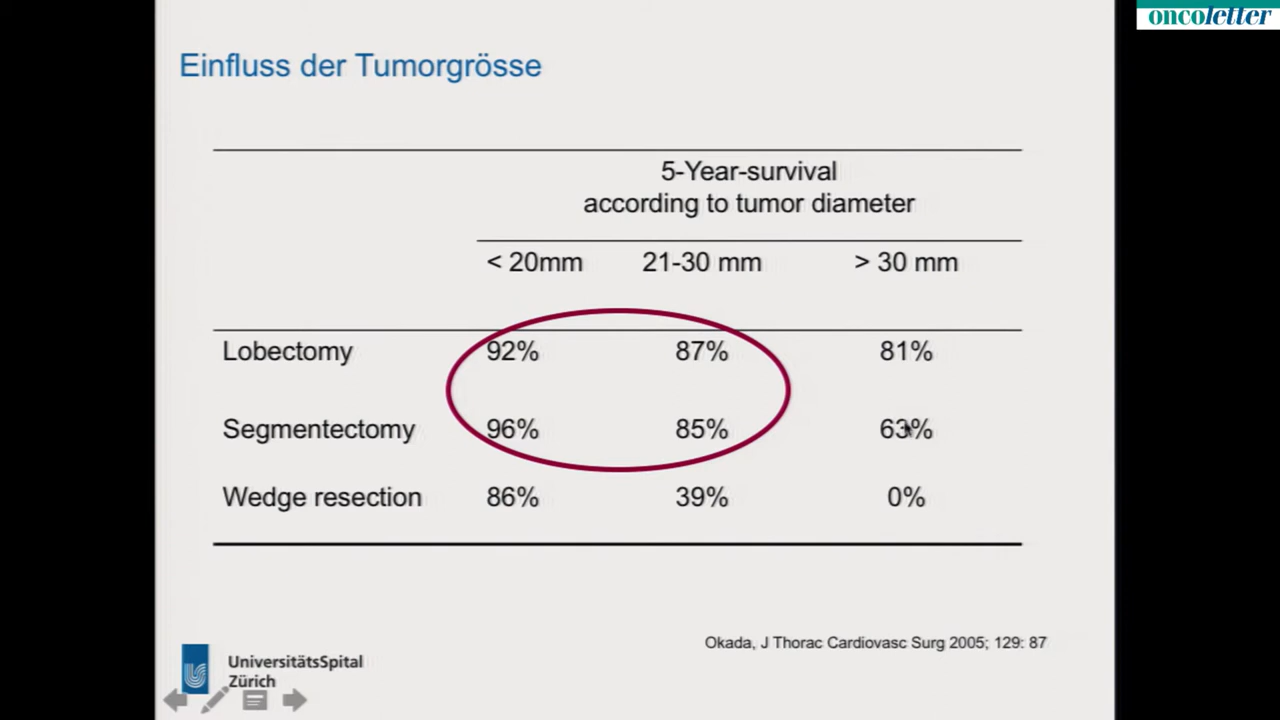 oncoletter
Einfluss der Tumorgrösse
5-Year-survival
according to tumor diameter
< 20mm 21-30 mm > 30 mm
Lobectomy 92% 87% 81%
Segmentectomy 96% 85% 63%
Wedge resection 86% 39% 0%
Okada, J Thorac Cardiovasc Surg 2005; 129: 87
UniversitätsSpital
Zürich